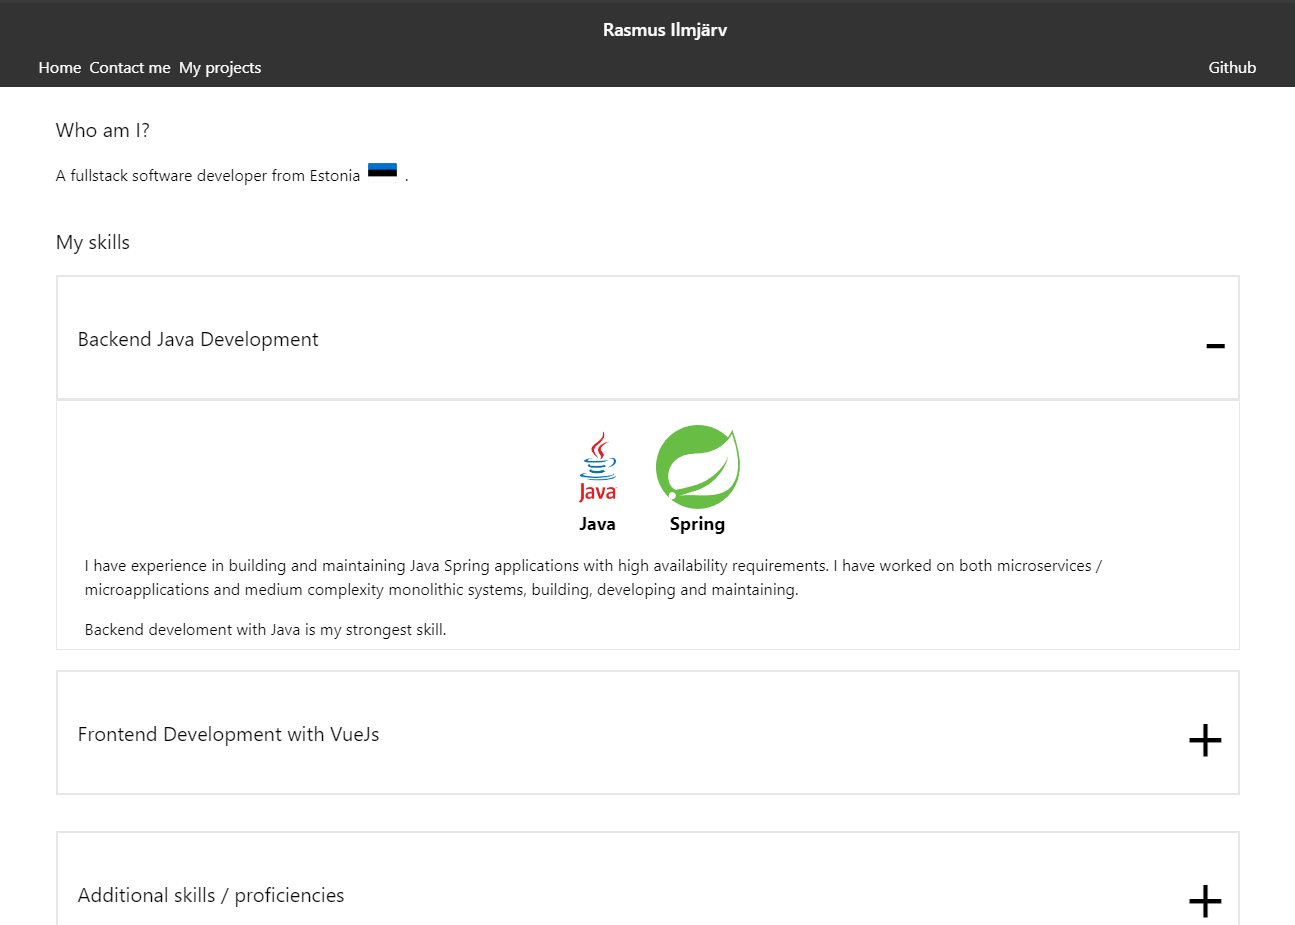 Rasmus Ilmjärv
Home Contact me My projects Github
Who am I?
A fullstack software developer from Estonia .
My skills
Backend Java Development
Java
Java Spring
I have experience in building and maintaining Java Spring applications with high availability requirements. I have worked on both microservices /
microapplications and medium complexity monolithic systems, building, developing and maintaining.
Backend develoment with Java is my strongest skill.
Frontend Development with VueJs
Additional skills / proficiencies